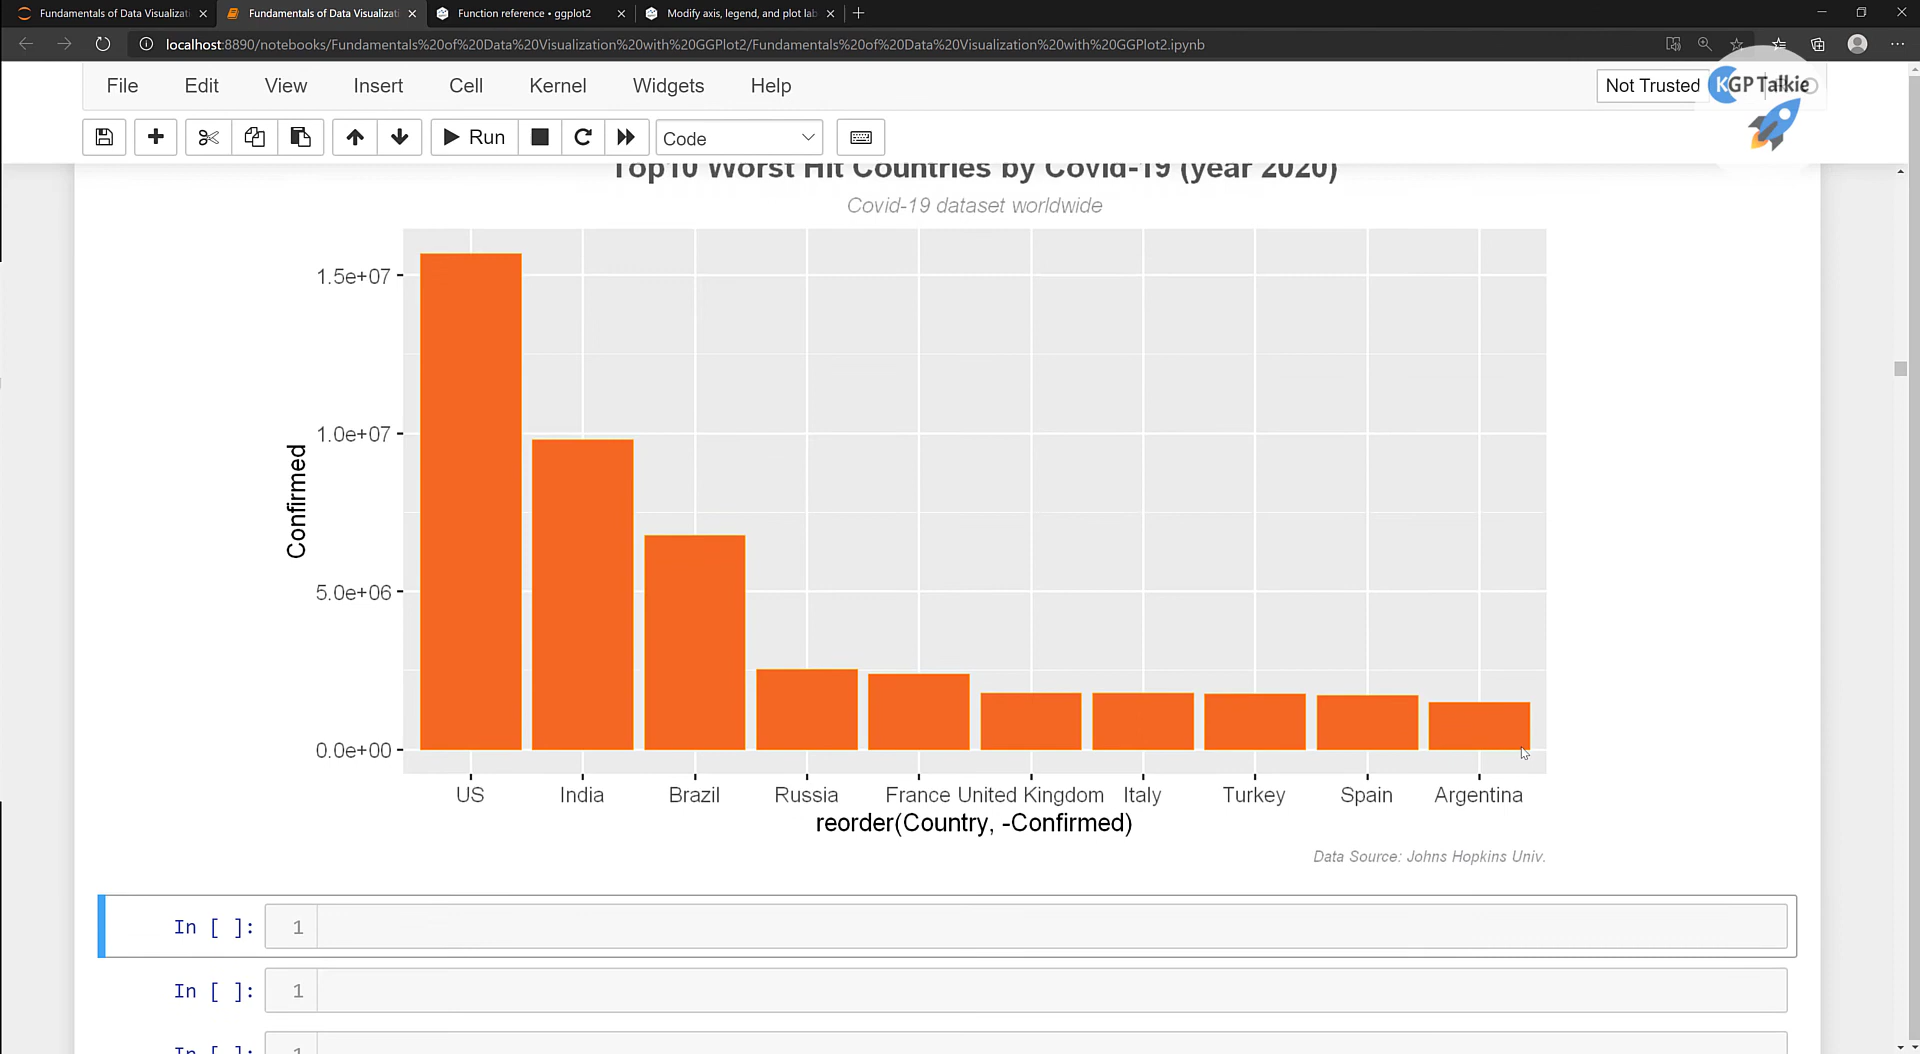 Fundamentals of Data Visualizati
Fundamentals of Data Visualizati
Function reference • ggplot2
Modify axis, legend, and plot lab
localhost:8890/notebooks/Fundamentals%20of%20Data%20Visualization%20with%20GGPlot2/Fundamentals%20of%20Data%20Visualization%20with%20GGPlot2.ipynb
File Edit View Insert Cell Kernel Widgets Help
Not Trusted
KGP Talkie
Run
Code
Top10 Worst Hit Countries by Covid-19 (year 2020)
Covid-19 dataset worldwide
1.5e+07
1.0e+07
5.0e+06
0.0e+00
Confirmed
US India Brazil Russia France United Kingdom Italy Turkey Spain Argentina
reorder(Country, -Confirmed)
Data Source: Johns Hopkins Univ.
In [ ]: 1
In [ ]: 1
In [ ]: 1